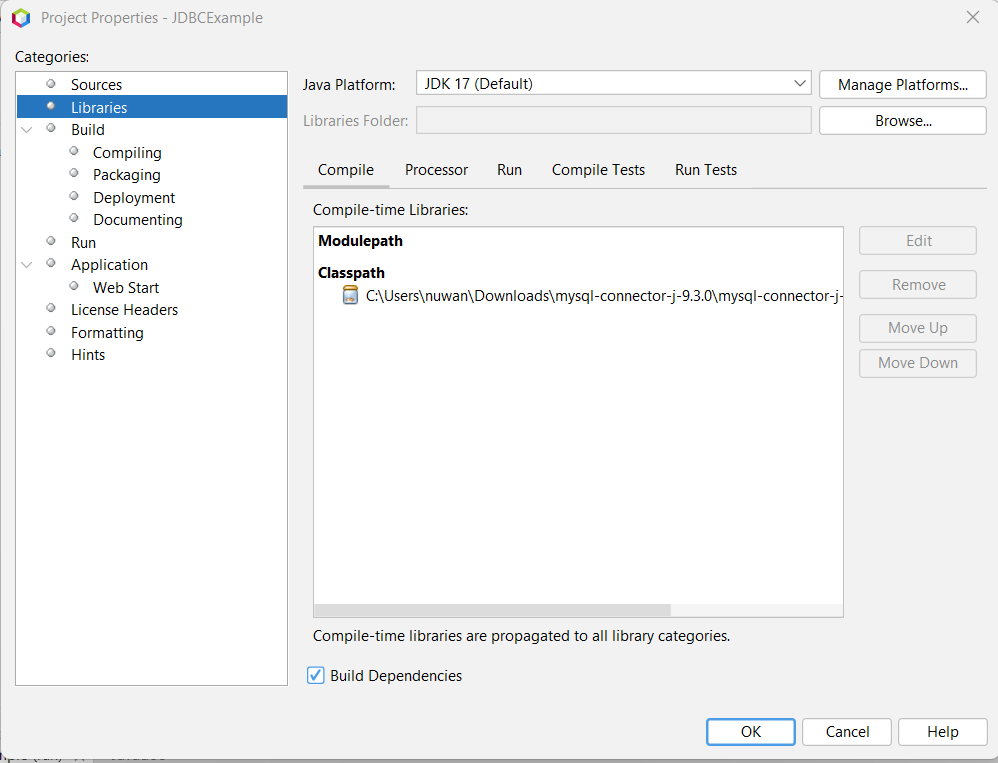 Project Properties - JDBCExample
Categories:
Sources
Libraries
Build
Compiling
Packaging
Deployment
Documenting
Run
Application
Web Start
License Headers
Formatting
Hints
Java Platform: JDK 17 (Default) Manage Platforms...
Libraries Folder: Browse...
Compile Processor Run Compile Tests Run Tests
Compile-time Libraries:
Modulepath
Classpath
C:\Users\nuwan\Downloads\mysql-connector-j-9.3.0\mysql-connector-j-
Edit
Remove
Move Up
Move Down
Compile-time libraries are propagated to all library categories.
Build Dependencies
OK Cancel Help